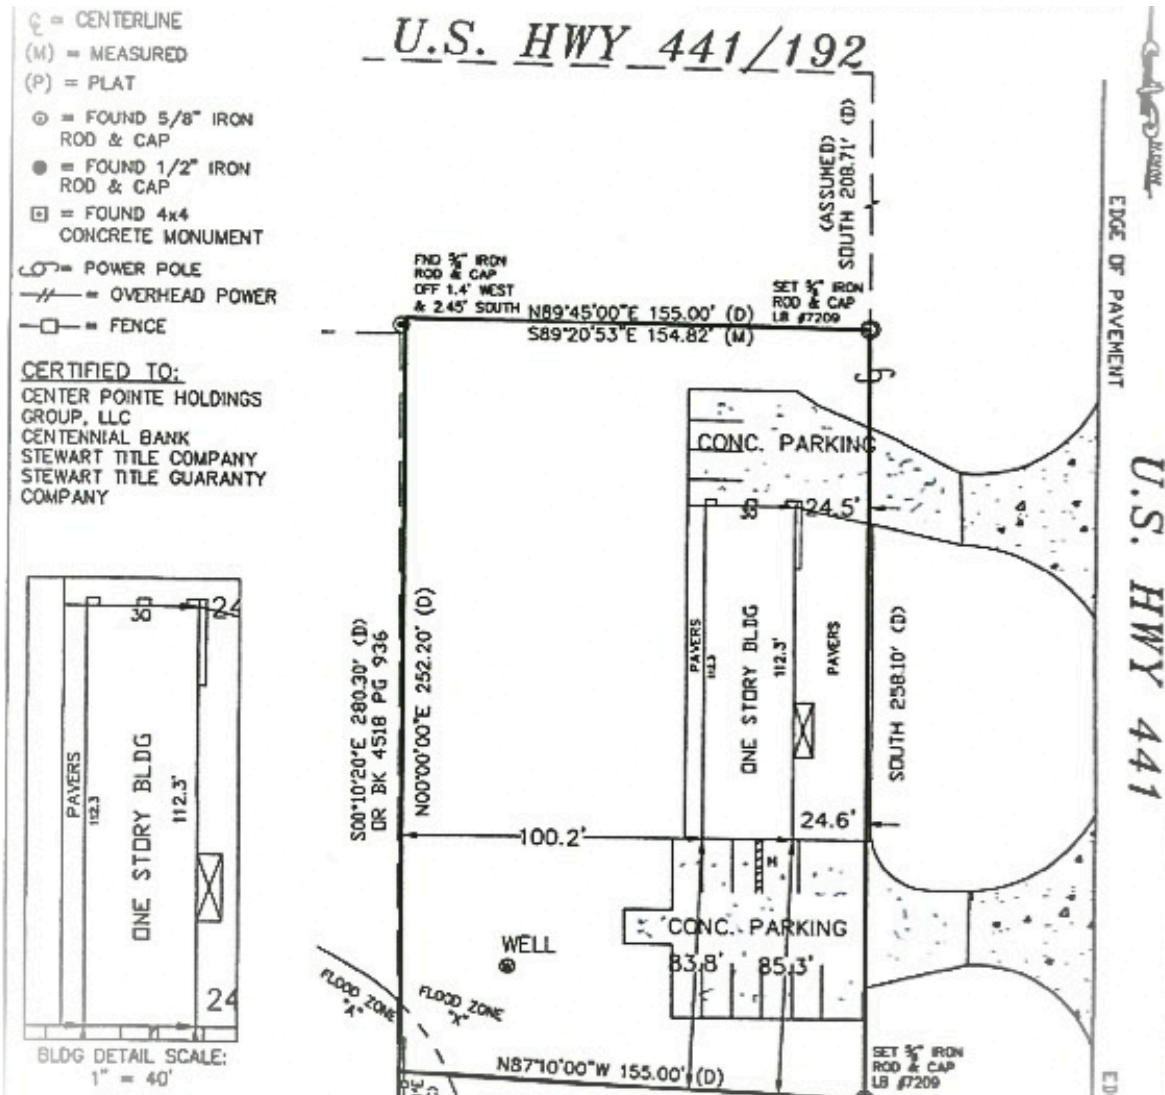 ℄ = CENTERLINE
(M) = MEASURED
(P) = PLAT
= FOUND 5/8" IRON
ROD & CAP
= FOUND 1/2" IRON
ROD & CAP
= FOUND 4x4
CONCRETE MONUMENT
= POWER POLE
= OVERHEAD POWER
= FENCE
CERTIFIED TO:
CENTER POINTE HOLDINGS
GROUP, LLC
CENTENNIAL BANK
STEWART TITLE COMPANY
STEWART TITLE GUARANTY
COMPANY
24
30
PAVERS
112.3
ONE STORY BLDG
112.3'
24
BLDG DETAIL SCALE:
1" = 40'
U.S. HWY 441/192
(ASSUMED)
SOUTH 208.71' (D)
FND 5/8" IRON
ROD & CAP
OFF 1.4' WEST
& 2.45' SOUTH
N89°45'00"E 155.00' (D)
S89°20'53"E 154.82' (M)
SET 5/8" IRON
ROD & CAP
LB #7209
CONC. PARKING
24.5'
30
PAVERS
112.3
ONE STORY BLDG
112.3'
PAVERS
SOUTH 258.10' (D)
S00°10'20"E 280.30' (D)
OR BK 4518 PG 936
N00°00'00"E 252.20' (D)
24.6'
100.2'
H
CONC. PARKING
83.8'
85.3'
WELL
FLOOD ZONE
"A"
FLOOD ZONE
"X"
N87°10'00"W 155.00' (D)
SET 5/8" IRON
ROD & CAP
LB #7209
EDGE OF PAVEMENT
U.S. HWY 441
ED